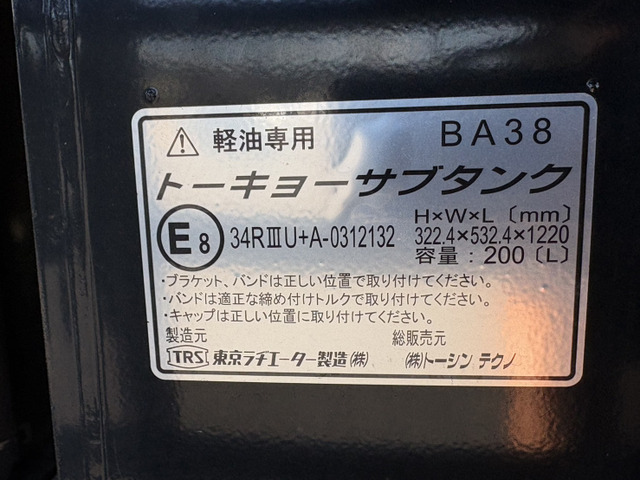 ⚠ 軽油専用 BA38
トーキョーサブタンク
E8 34RⅢU+A-0312132
H×W×L〔mm〕
322.4×532.4×1220
容量：200〔L〕
・ブラケット、バンドは正しい位置で取り付けてください。
・バンドは適正な締め付けトルクで取り付けてください。
・キャップは正しい位置に取り付けてください。
製造元 総販売元
TRS 東京ラヂエーター製造㈱ ㈱トーシン テクノ